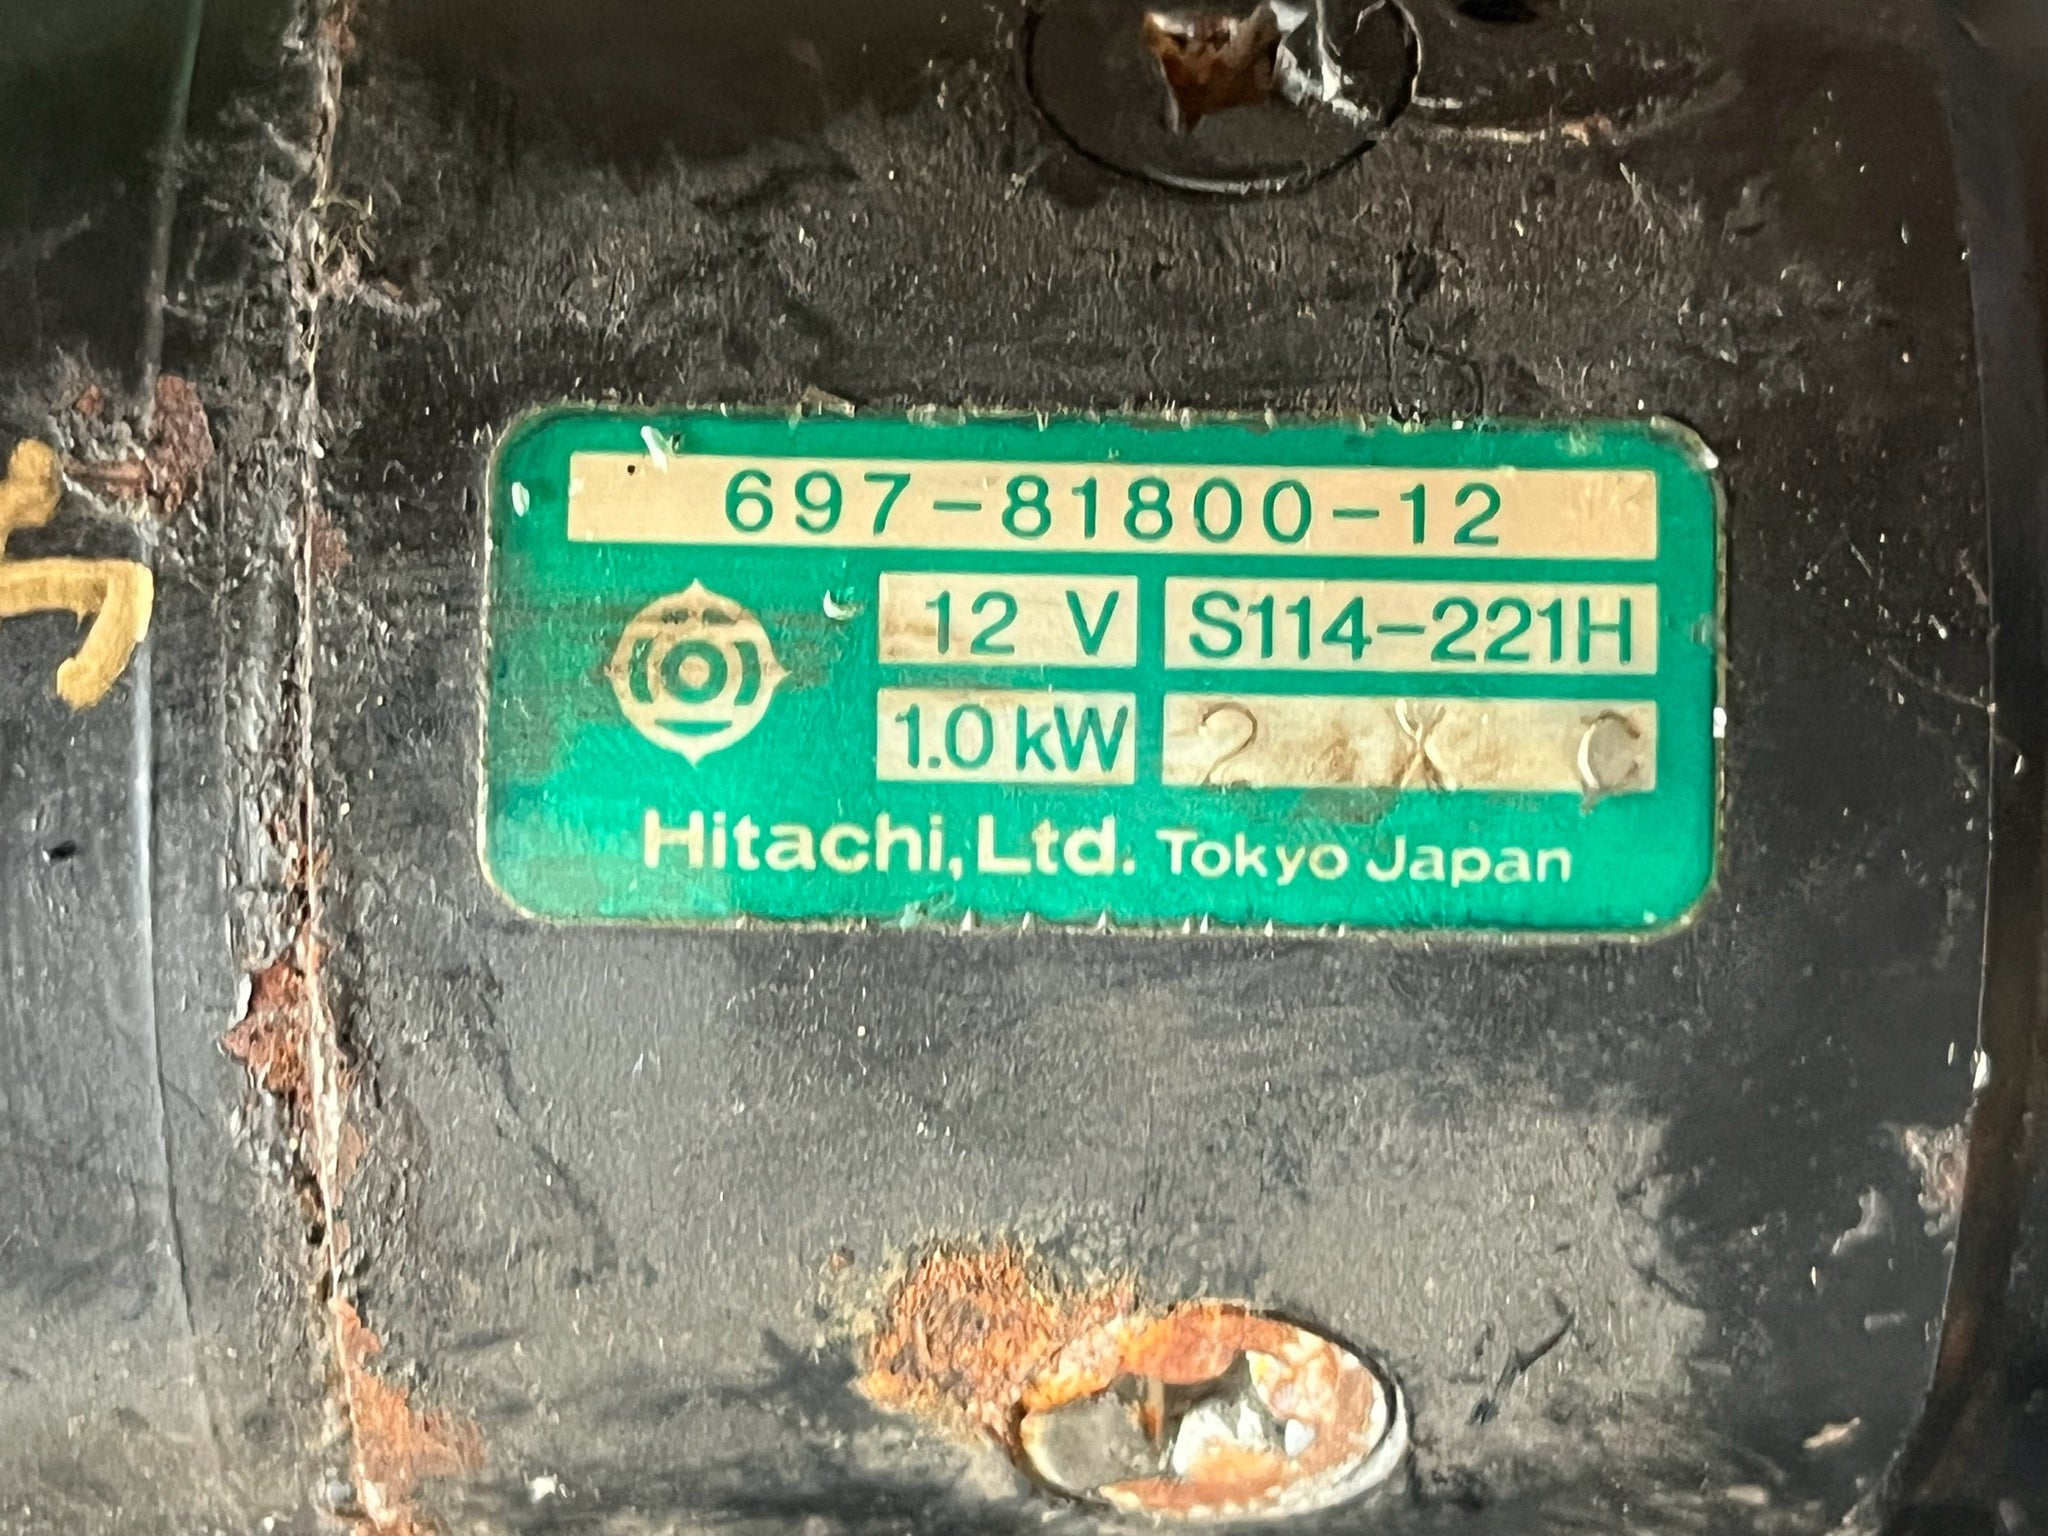 697-81800-12
12 V S114-221H
1.0 kW 2 X C
Hitachi, Ltd. Tokyo Japan